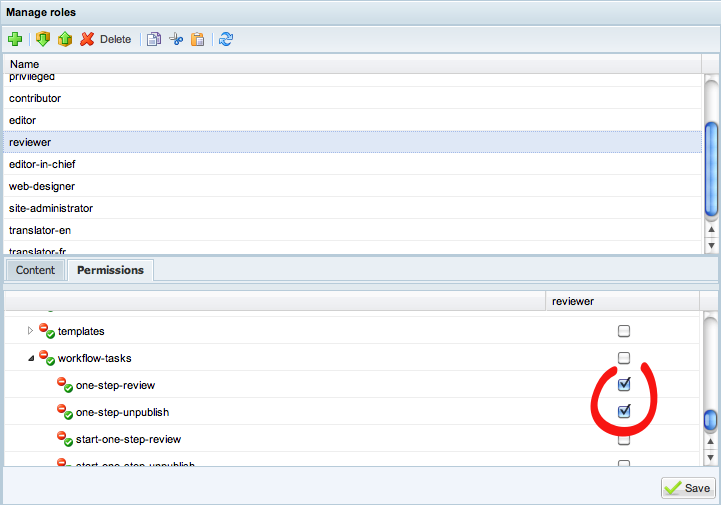 Manage roles
Delete
Name
privileged
contributor
editor
reviewer
editor-in-chief
web-designer
site-administrator
translator-en
translator-fr
Content Permissions
reviewer
templates
workflow-tasks
one-step-review
one-step-unpublish
start-one-step-review
start-one-step-unpublish
Save